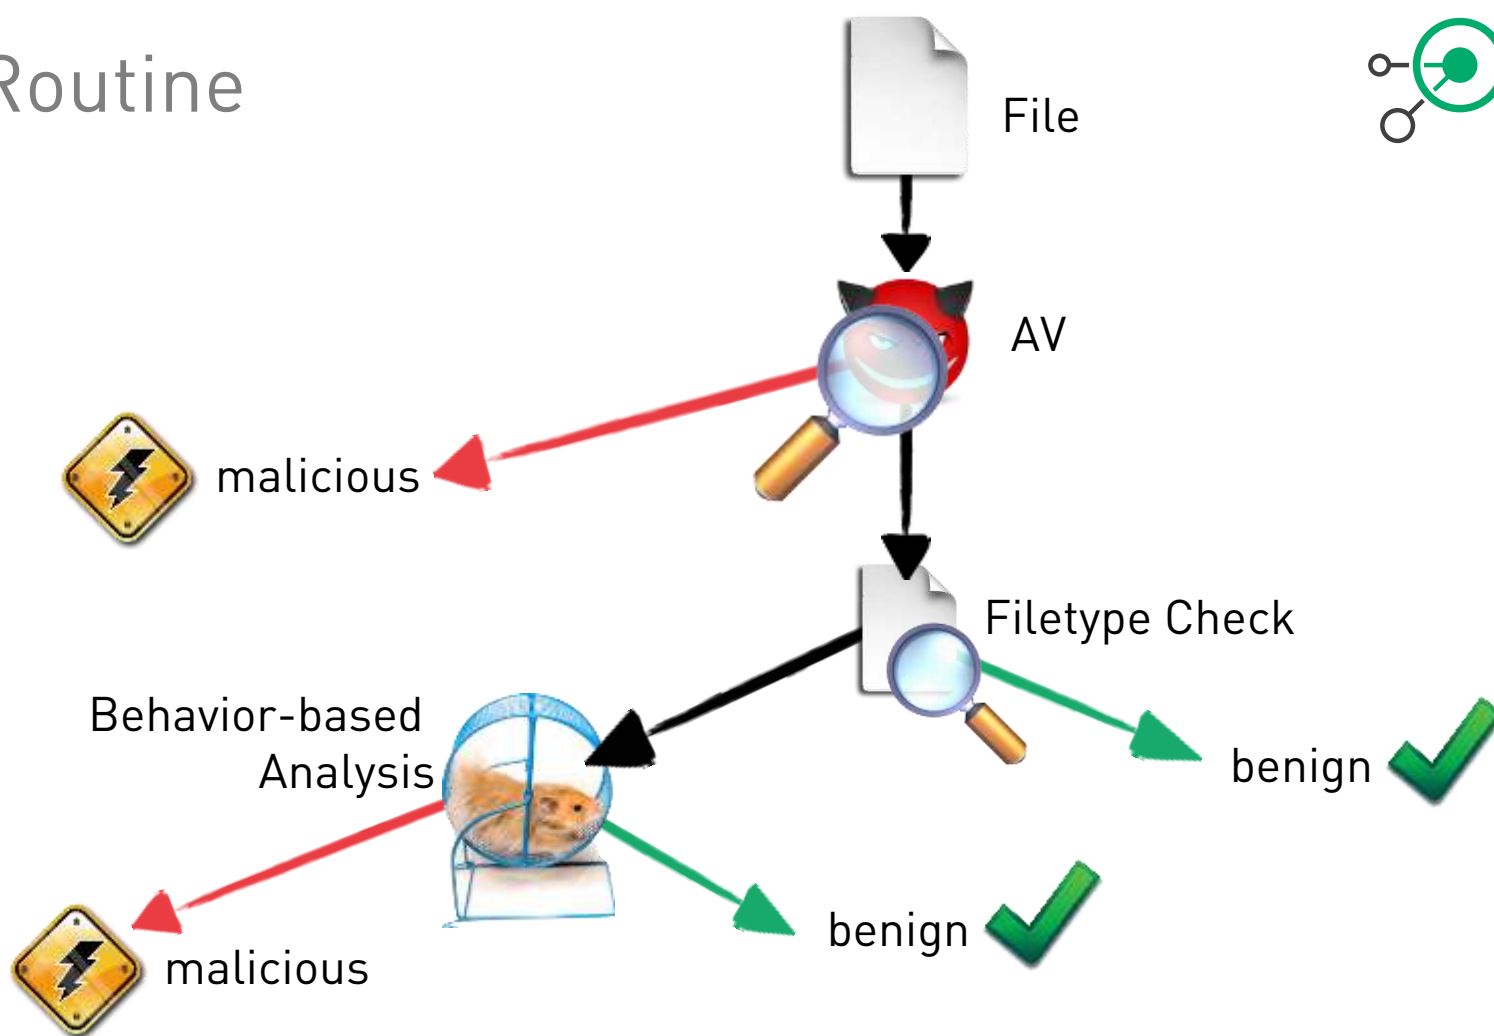 Routine
File
AV
malicious
Filetype Check
Behavior-based
Analysis
benign
benign
malicious